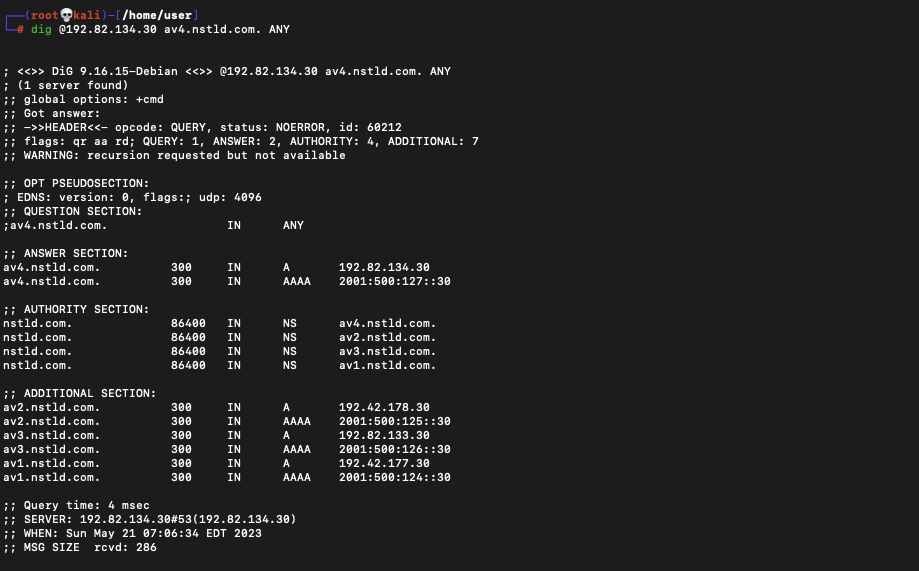 ┌──(root💀kali)-[/home/user]
└─# dig @192.82.134.30 av4.nstld.com. ANY
; <<>> DiG 9.16.15-Debian <<>> @192.82.134.30 av4.nstld.com. ANY
; (1 server found)
;; global options: +cmd
;; Got answer:
;; ->>HEADER<<- opcode: QUERY, status: NOERROR, id: 60212
;; flags: qr aa rd; QUERY: 1, ANSWER: 2, AUTHORITY: 4, ADDITIONAL: 7
;; WARNING: recursion requested but not available
;; OPT PSEUDOSECTION:
; EDNS: version: 0, flags:; udp: 4096
;; QUESTION SECTION:
;av4.nstld.com. IN ANY
;; ANSWER SECTION:
av4.nstld.com. 300 IN A 192.82.134.30
av4.nstld.com. 300 IN AAAA 2001:500:127::30
;; AUTHORITY SECTION:
nstld.com. 86400 IN NS av4.nstld.com.
nstld.com. 86400 IN NS av2.nstld.com.
nstld.com. 86400 IN NS av3.nstld.com.
nstld.com. 86400 IN NS av1.nstld.com.
;; ADDITIONAL SECTION:
av2.nstld.com. 300 IN A 192.42.178.30
av2.nstld.com. 300 IN AAAA 2001:500:125::30
av3.nstld.com. 300 IN A 192.82.133.30
av3.nstld.com. 300 IN AAAA 2001:500:126::30
av1.nstld.com. 300 IN A 192.42.177.30
av1.nstld.com. 300 IN AAAA 2001:500:124::30
;; Query time: 4 msec
;; SERVER: 192.82.134.30#53(192.82.134.30)
;; WHEN: Sun May 21 07:06:34 EDT 2023
;; MSG SIZE rcvd: 286